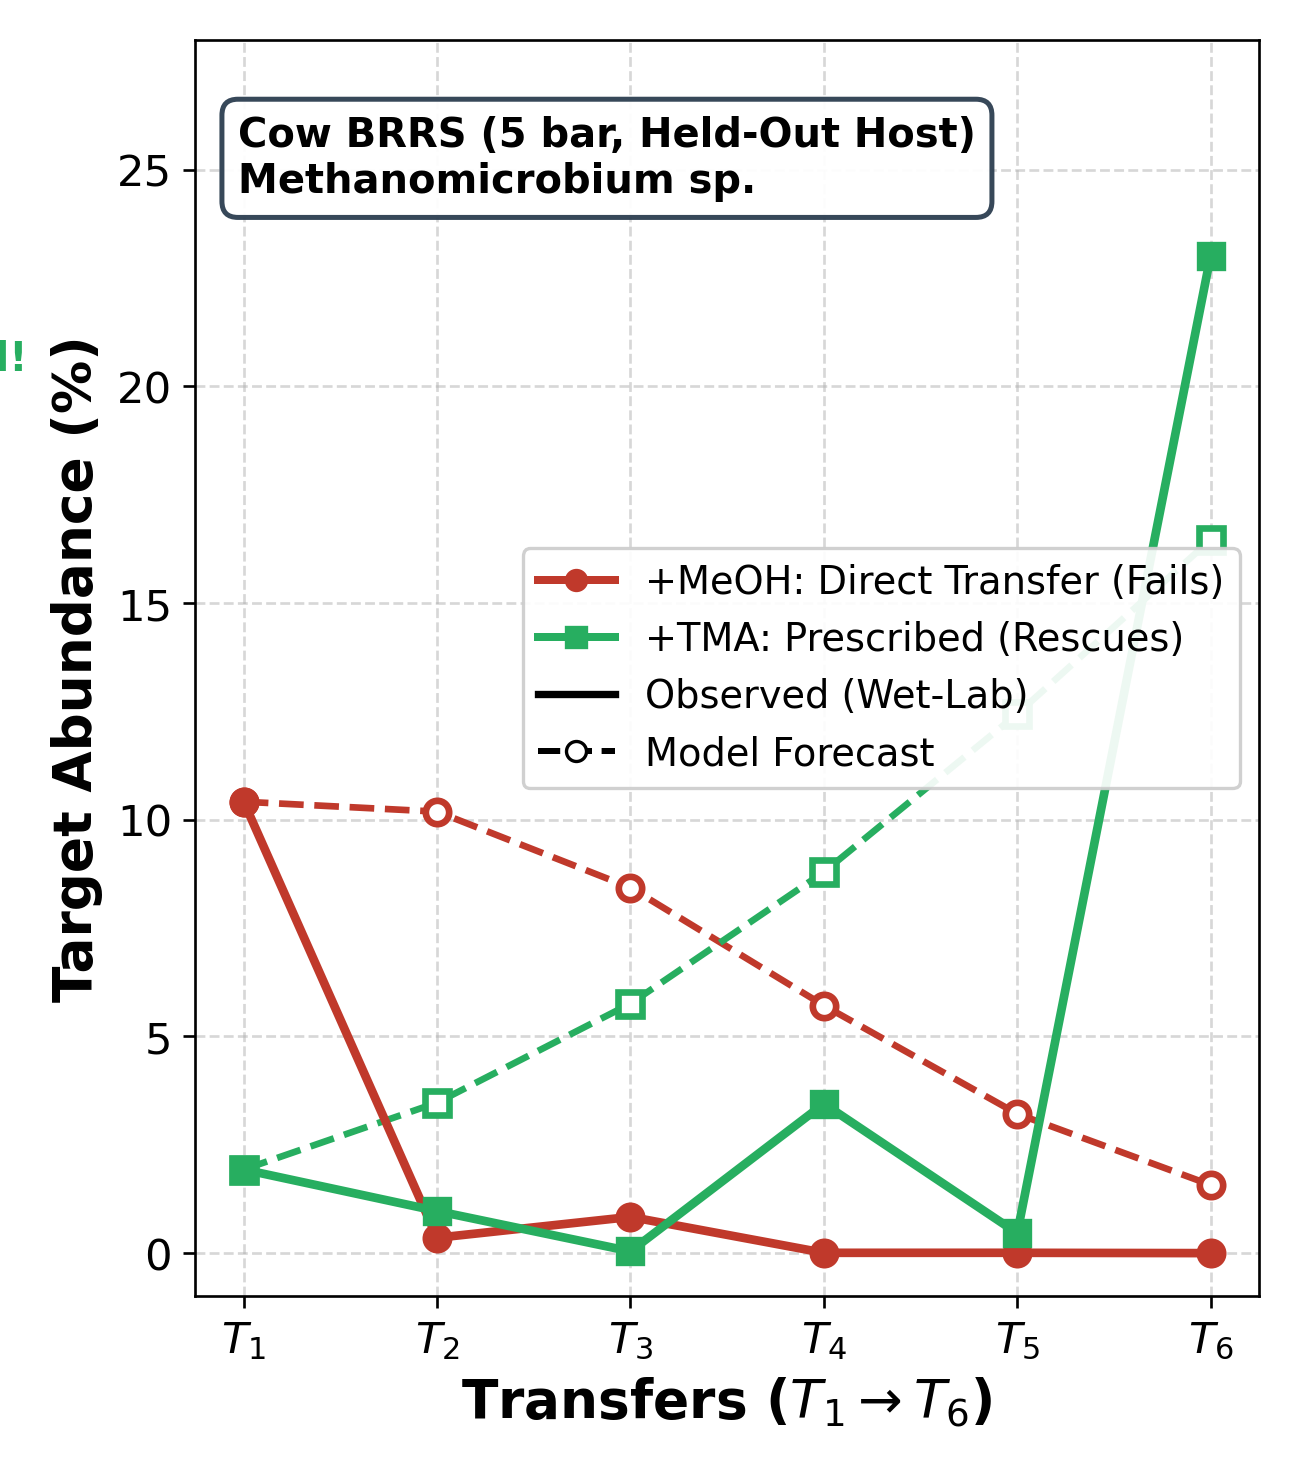 Cow BRRS (5 bar, Held-Out Host)
Methanomicrobium sp.
!
Target Abundance (%)
25
20
15
10
5
0
+MeOH: Direct Transfer (Fails)
+TMA: Prescribed (Rescues)
Observed (Wet-Lab)
Model Forecast
T₁ T₂ T₃ T₄ T₅ T₆
Transfers (T₁ → T₆)